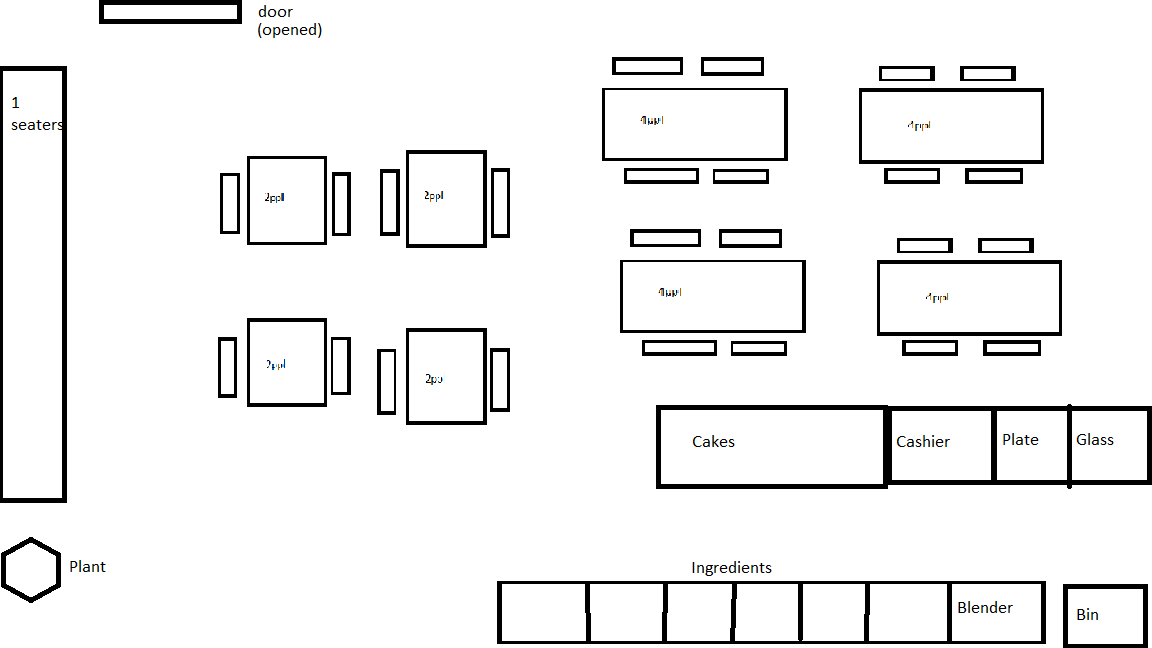 door
(opened)
1
seaters
4ppl
4ppl
2ppl
2ppl
4ppl
4ppl
2ppl
Cakes
Cashier
Plate
Glass
Plant
Ingredients
Blender
Bin